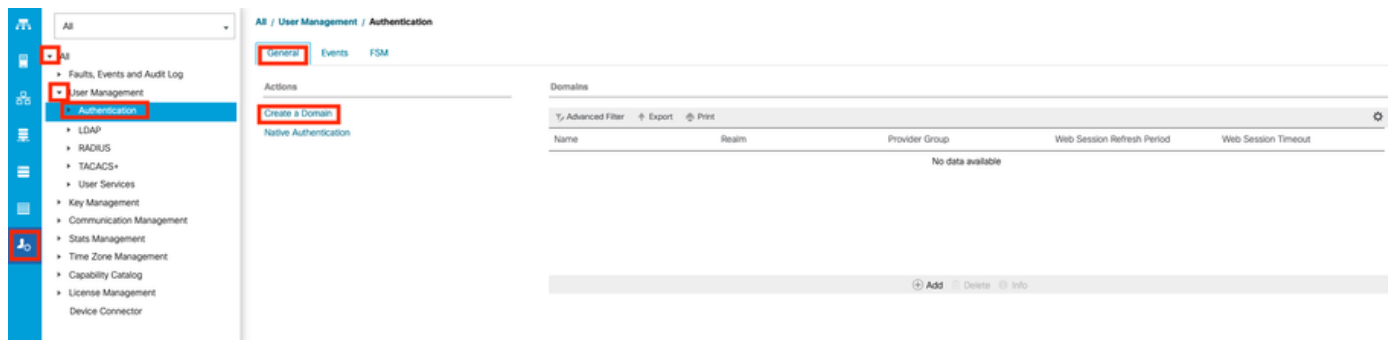 All
All
Faults, Events and Audit Log
User Management
Authentication
LDAP
RADIUS
TACACS+
User Services
Key Management
Communication Management
Stats Management
Time Zone Management
Capability Catalog
License Management
Device Connector
All / User Management / Authentication
General Events FSM
Actions
Create a Domain
Native Authentication
Domains
Advanced Filter Export Print
Name Realm Provider Group Web Session Refresh Period Web Session Timeout
No data available
Add Delete Info